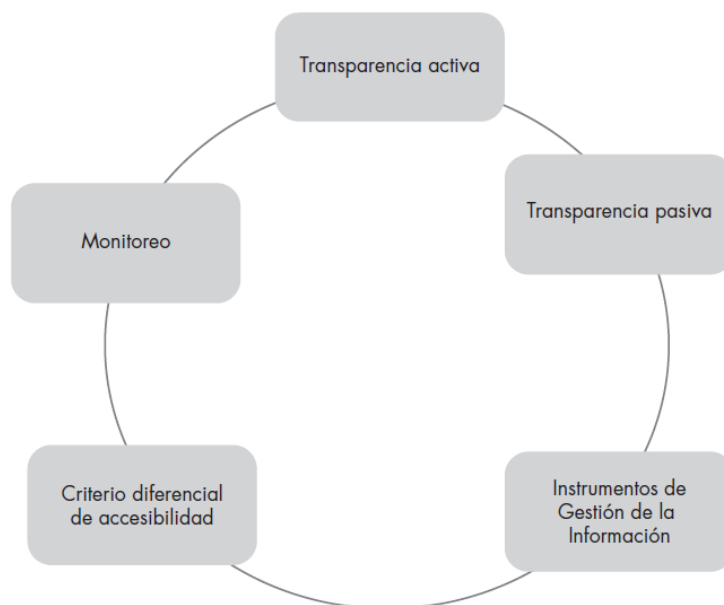 Transparencia activa
Transparencia pasiva
Instrumentos de
Gestión de la
Información
Criterio diferencial
de accesibilidad
Monitoreo